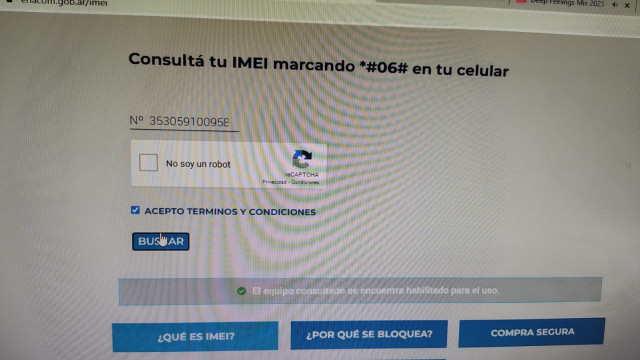 enacom.gob.ar/imei
Deep Feelings Mix 2023
Consultá tu IMEI marcando *#06# en tu celular
Nº 353059100958
No soy un robot
reCAPTCHA
Privacidad - Condiciones
ACEPTO TERMINOS Y CONDICIONES
BUSCAR
El equipo consultado se encuentra habilitado para el uso.
¿QUÉ ES IMEI?
¿POR QUÉ SE BLOQUEA?
COMPRA SEGURA